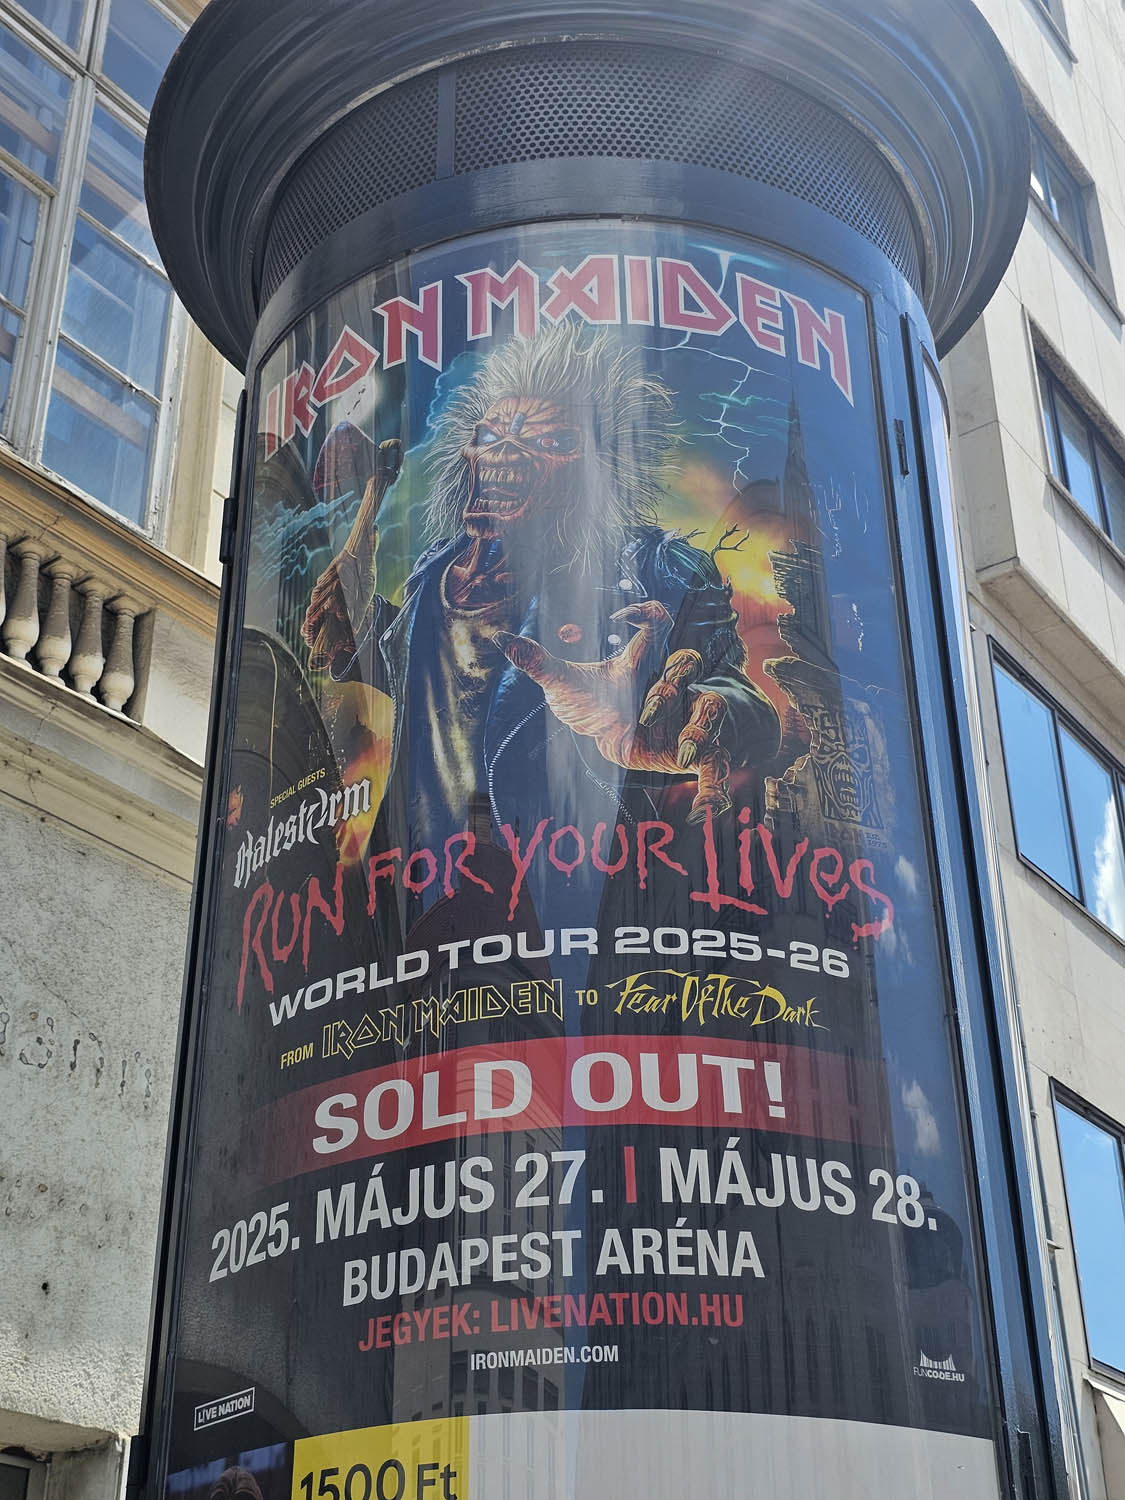 IRON MAIDEN
SPECIAL GUESTS
Halestorm
RUN FOR YOUR LIVES
WORLD TOUR 2025-26
FROM IRON MAIDEN TO Fear Of The Dark
SOLD OUT!
2025. MÁJUS 27. | MÁJUS 28.
BUDAPEST ARÉNA
JEGYEK: LIVENATION.HU
IRONMAIDEN.COM
FUNCODE.HU
LIVE NATION
1500 Ft